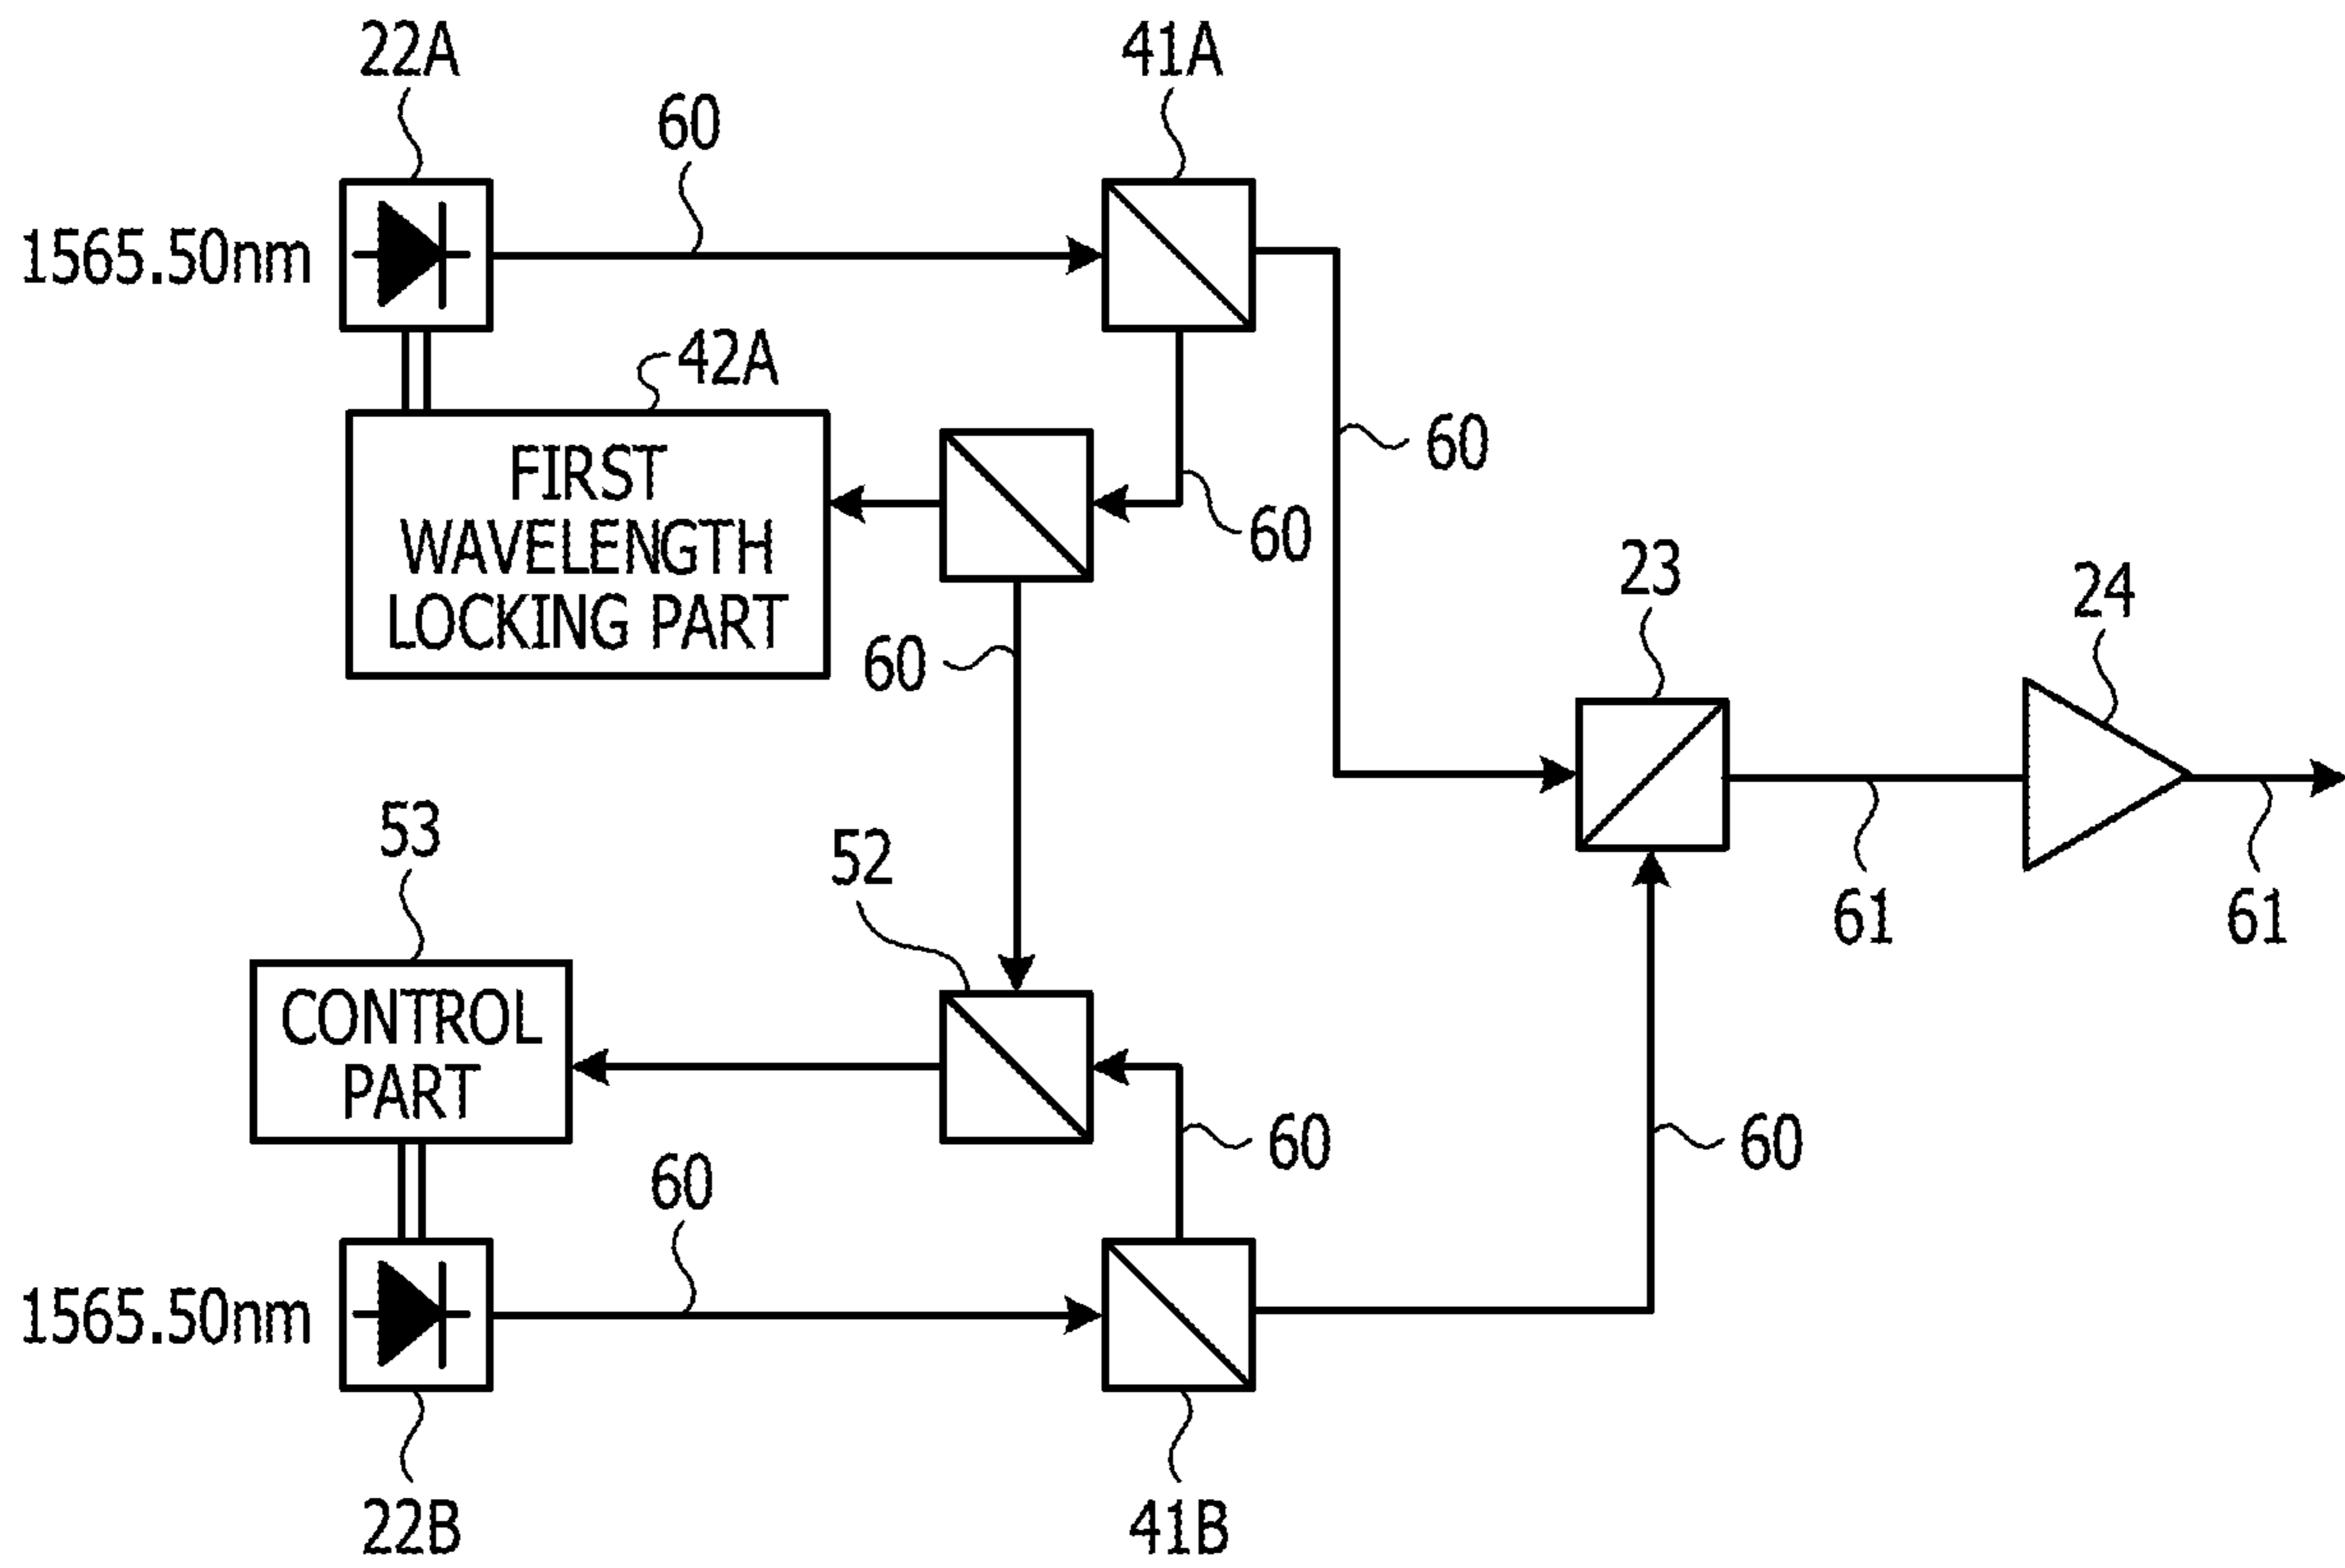 22A
41A
60
1565.50nm
42A
FIRST
WAVELENGTH
LOCKING PART
60
60
23
24
60
53
52
61
61
CONTROL
PART
60
60
60
1565.50nm
22B
41B